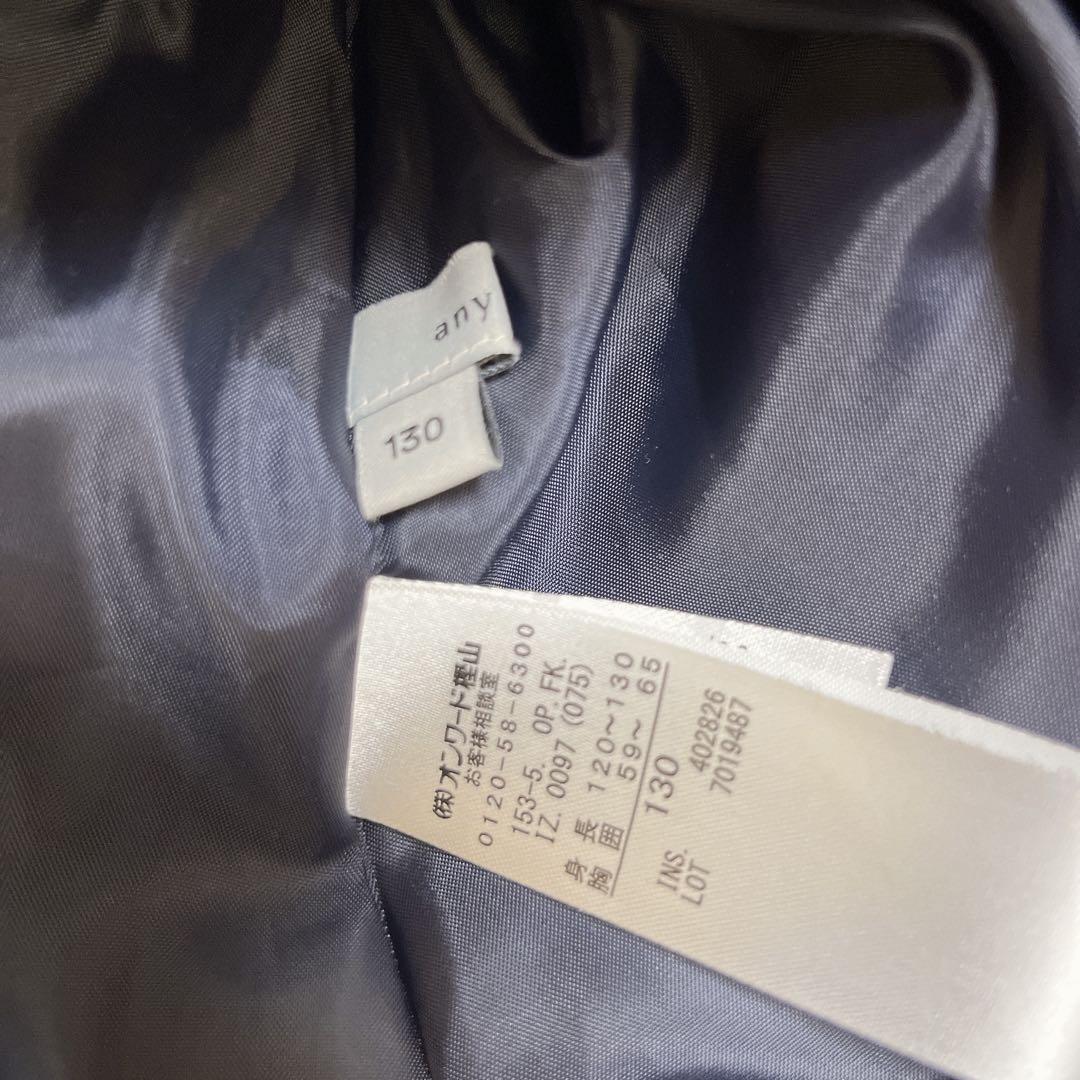 any
130
(株)オンワード樫山
お客様相談室
0120-58-6300
153-5. OP. FK.
IZ. 0097 (075)
身長 120~130
胸囲 59~ 65
130
INS. 402826
LOT 7019487